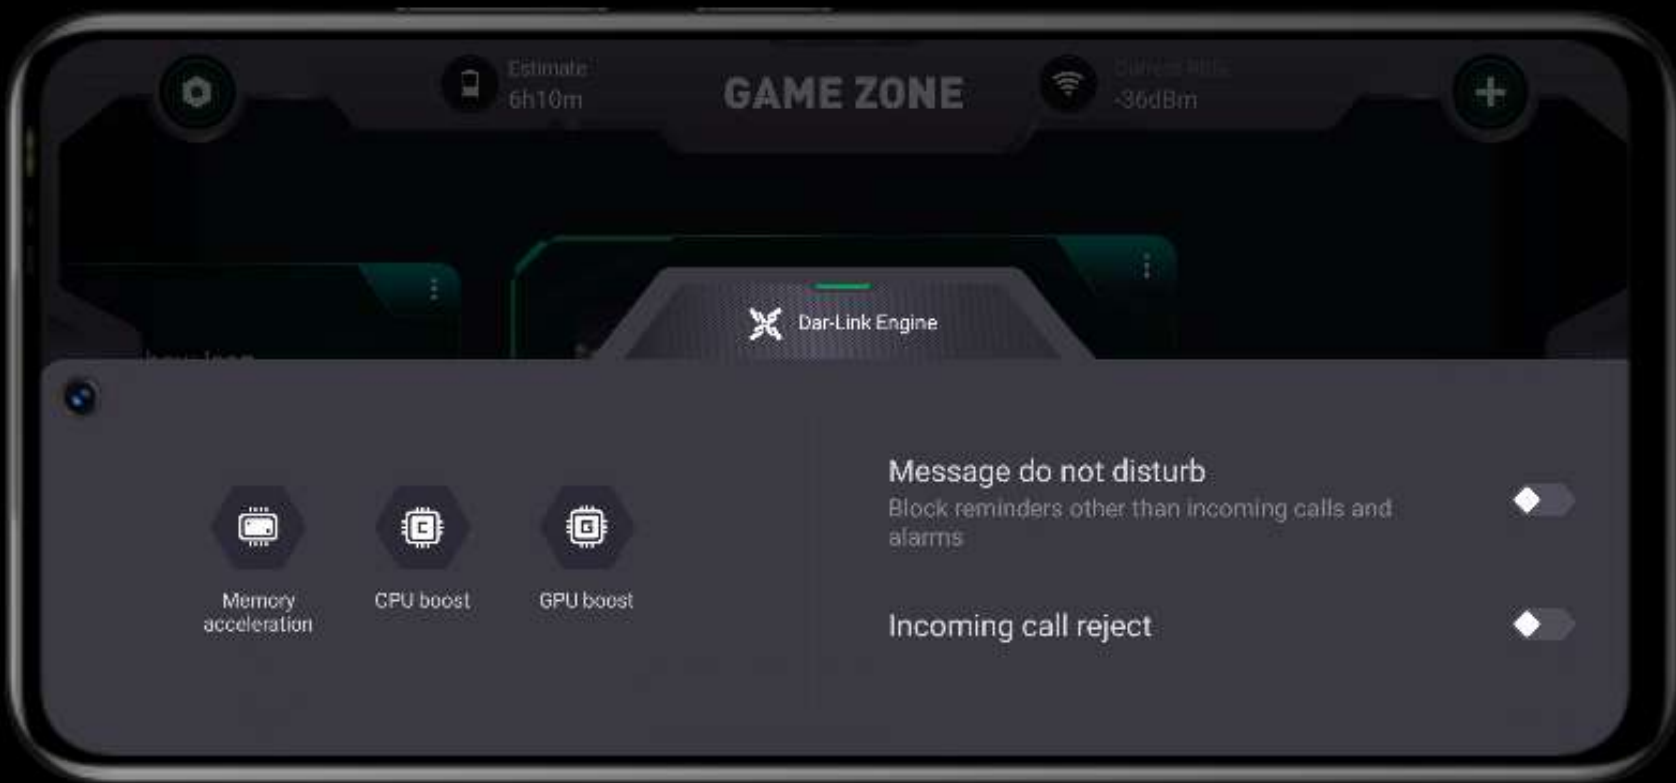 Estimate
6h10m
GAME ZONE
-36dBm
Dar-Link Engine
Message do not disturb
Block reminders other than incoming calls and
alarms
Memory
acceleration
CPU boost
GPU boost
Incoming call reject